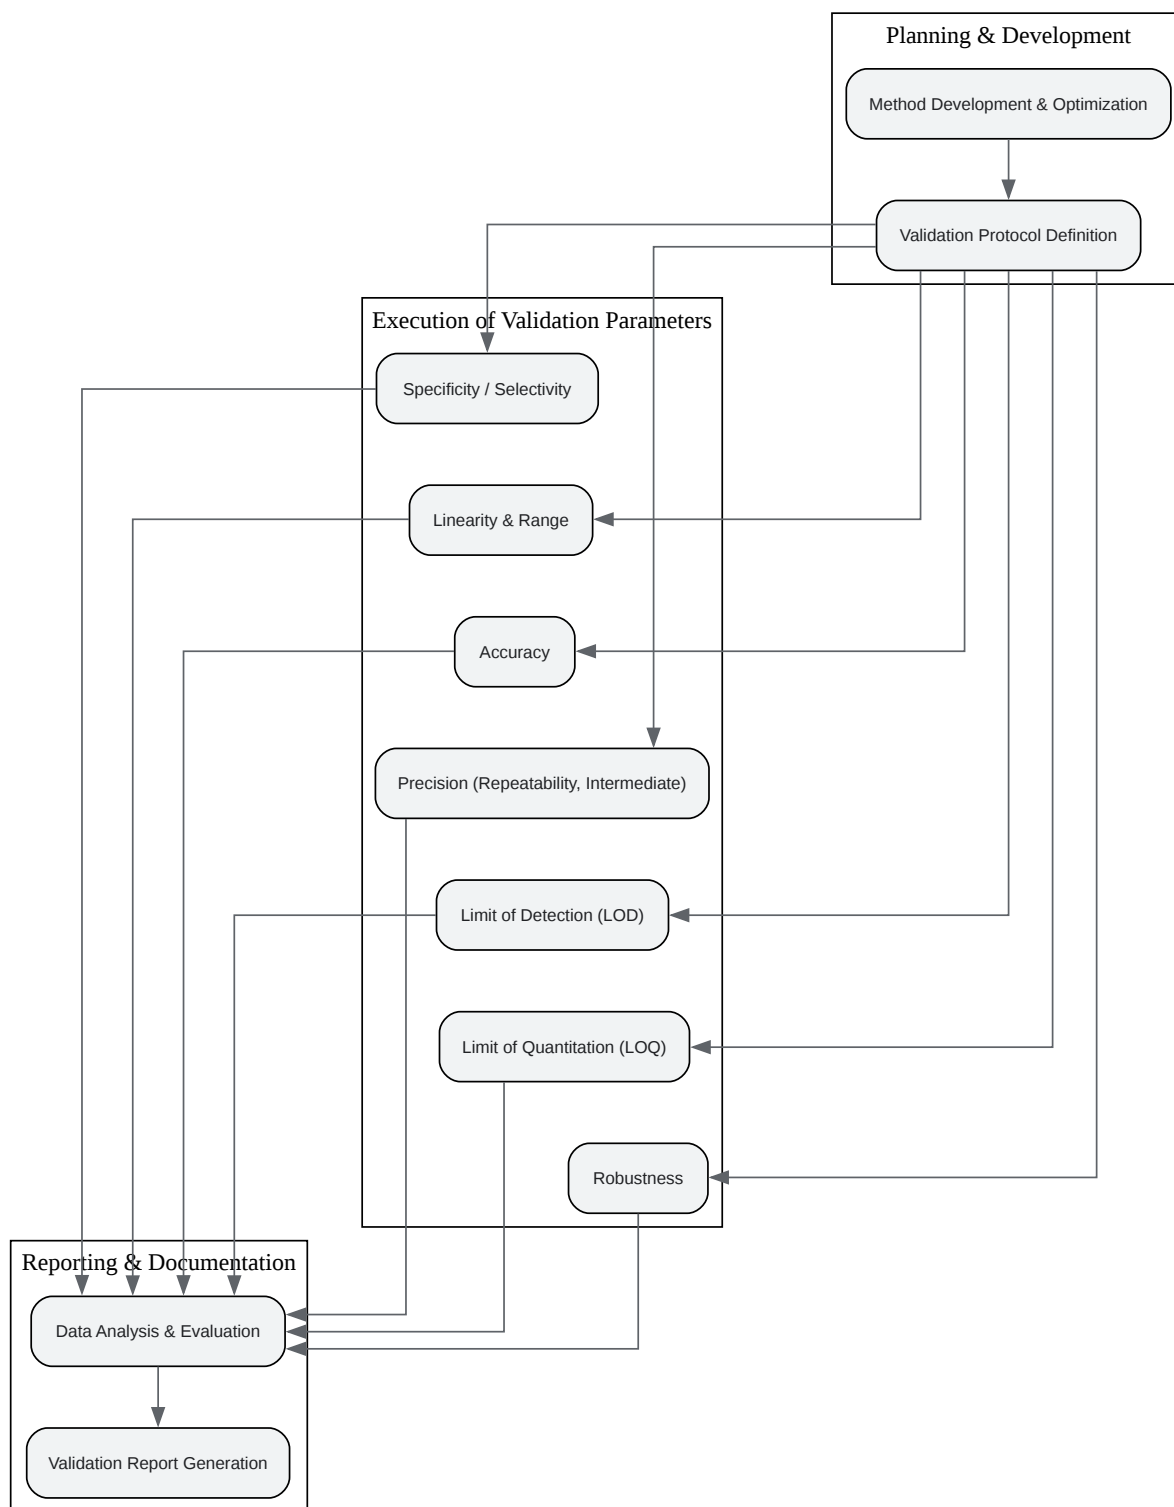 Planning & Development
Method Development & Optimization
Validation Protocol Definition
Execution of Validation Parameters
Specificity / Selectivity
Linearity & Range
Accuracy
Precision (Repeatability, Intermediate)
Limit of Detection (LOD)
Limit of Quantitation (LOQ)
Robustness
Reporting & Documentation
Data Analysis & Evaluation
Validation Report Generation